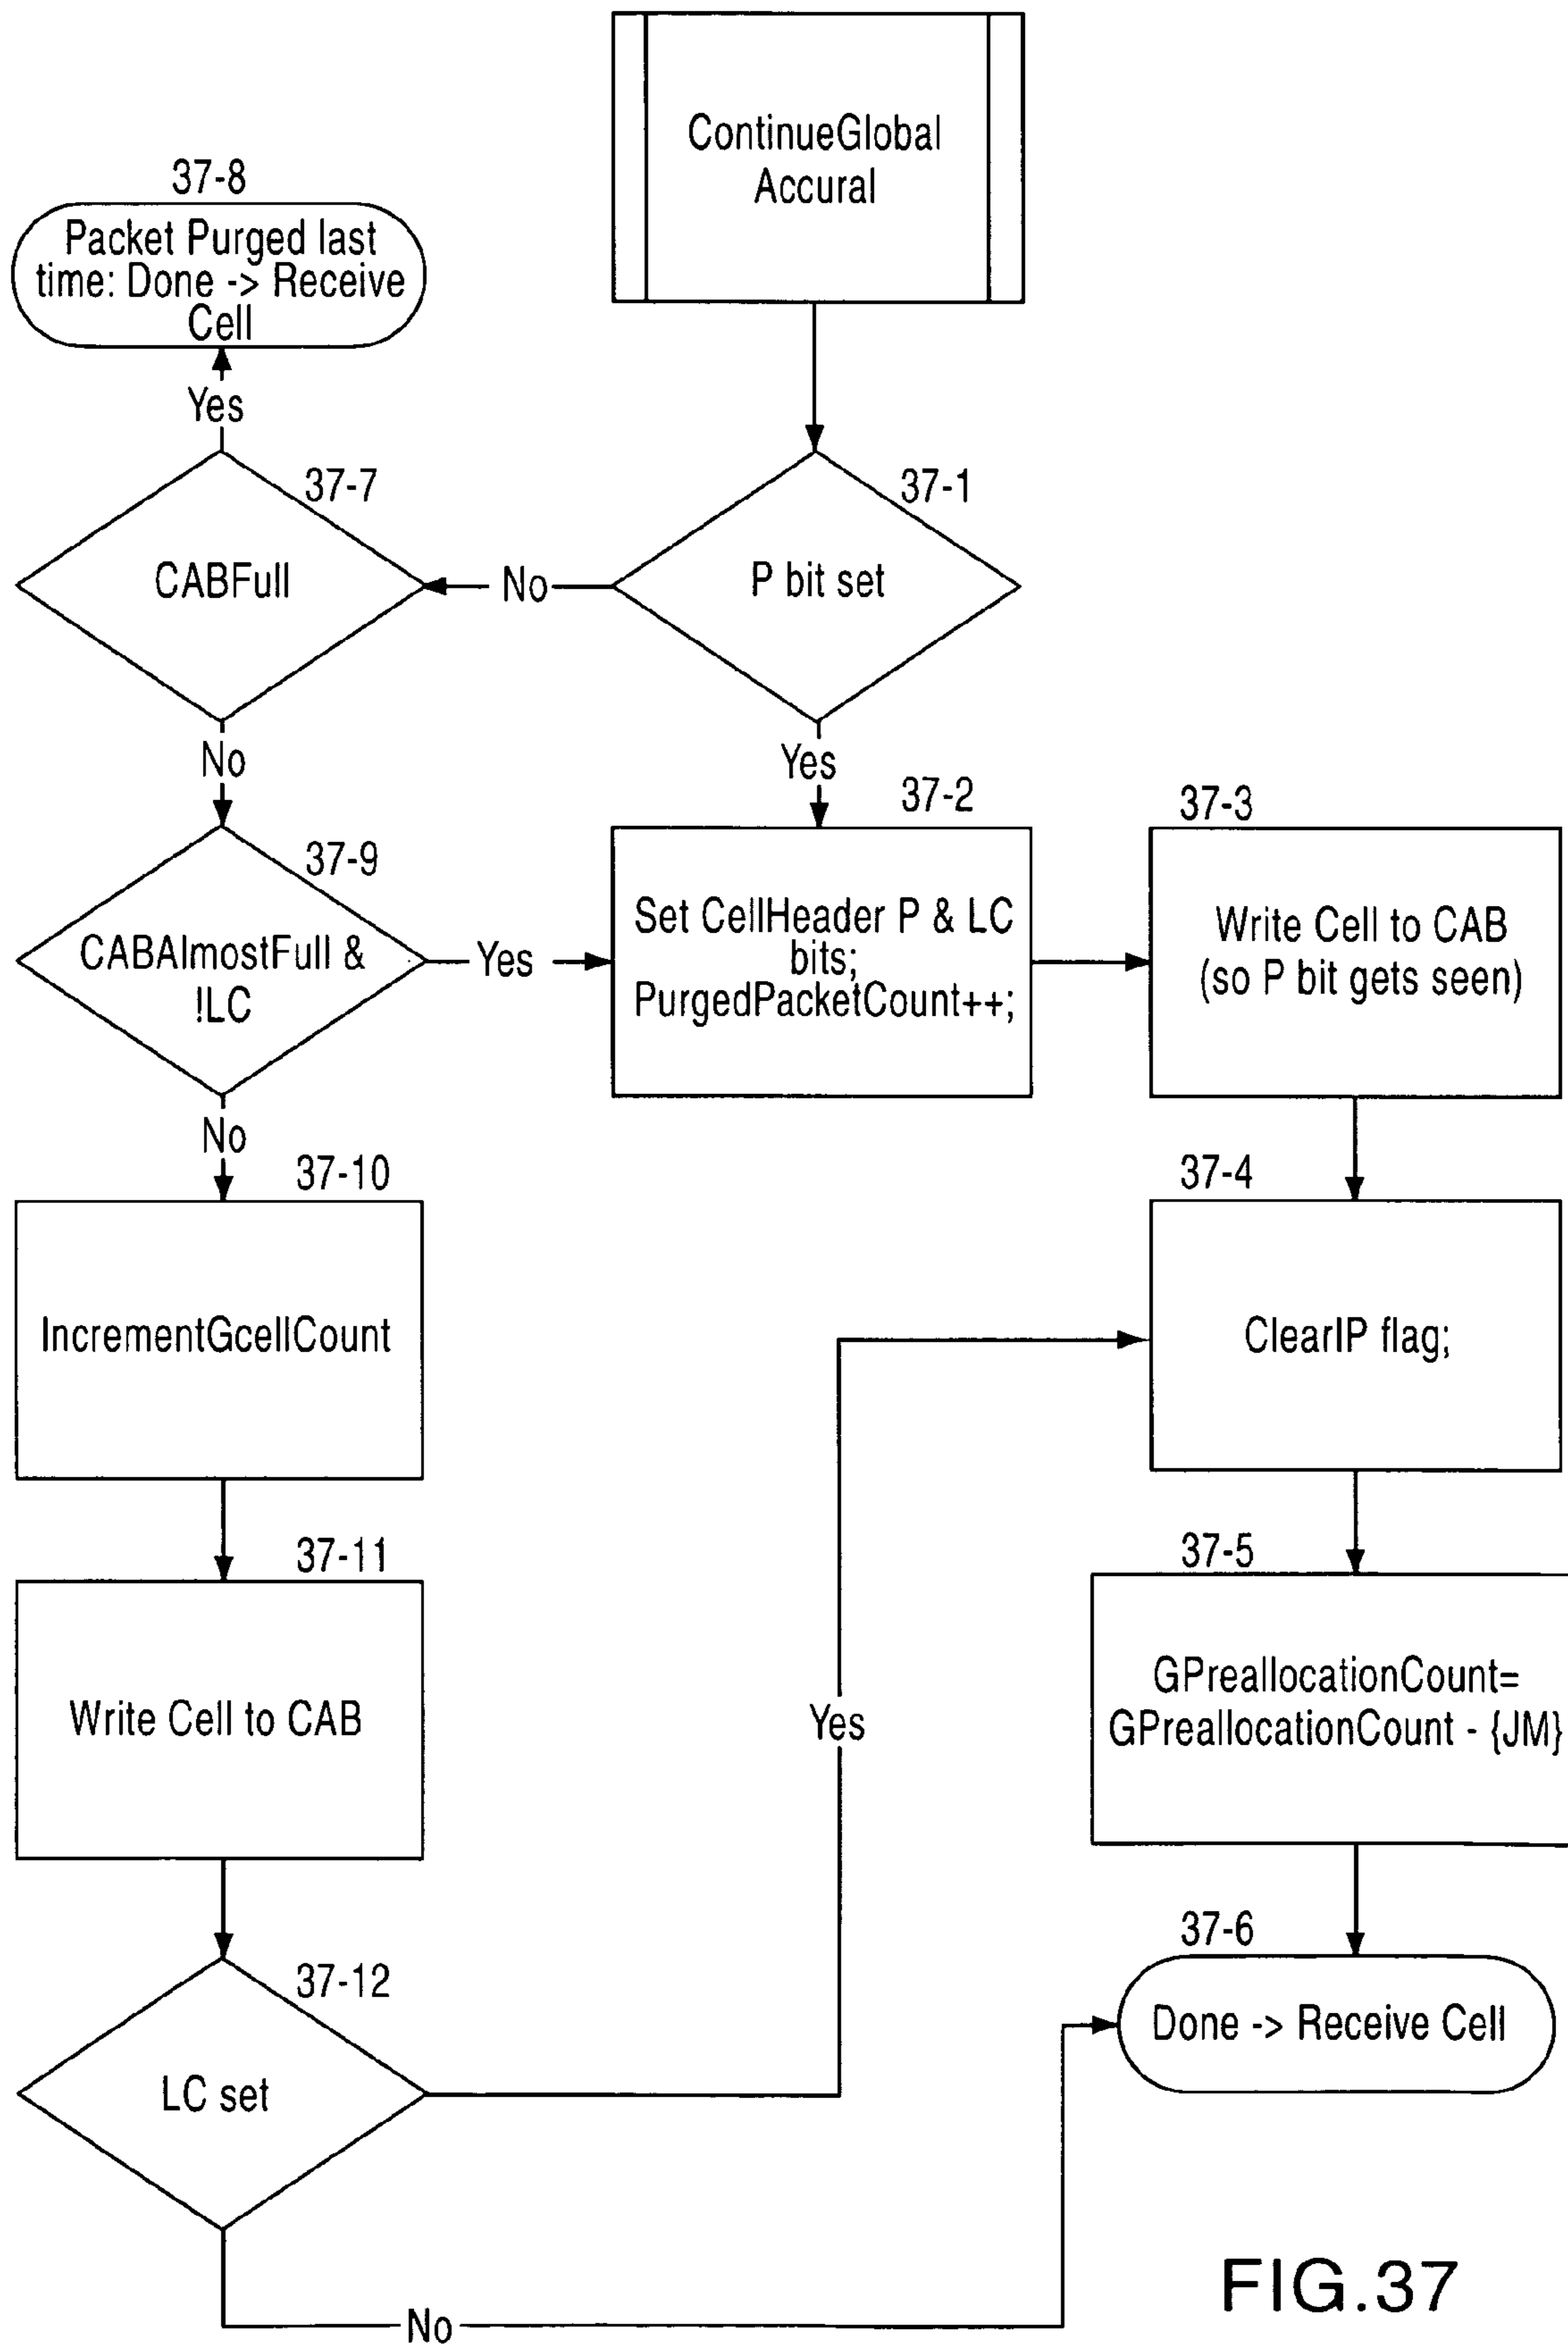 ContinueGlobal
Accural
37-8
Packet Purged last
time: Done -> Receive
Cell
Yes
37-7
CABFull
No
37-1
P bit set
No
Yes
37-9
CABAlmostFull &
!LC
Yes
37-2
Set CellHeader P & LC
bits;
PurgedPacketCount++;
37-3
Write Cell to CAB
(so P bit gets seen)
No
37-10
IncrementGcellCount
37-4
ClearIP flag;
37-11
Write Cell to CAB
Yes
37-5
GPreallocationCount=
GPreallocationCount - {JM}
37-12
LC set
37-6
Done -> Receive Cell
No
FIG.37